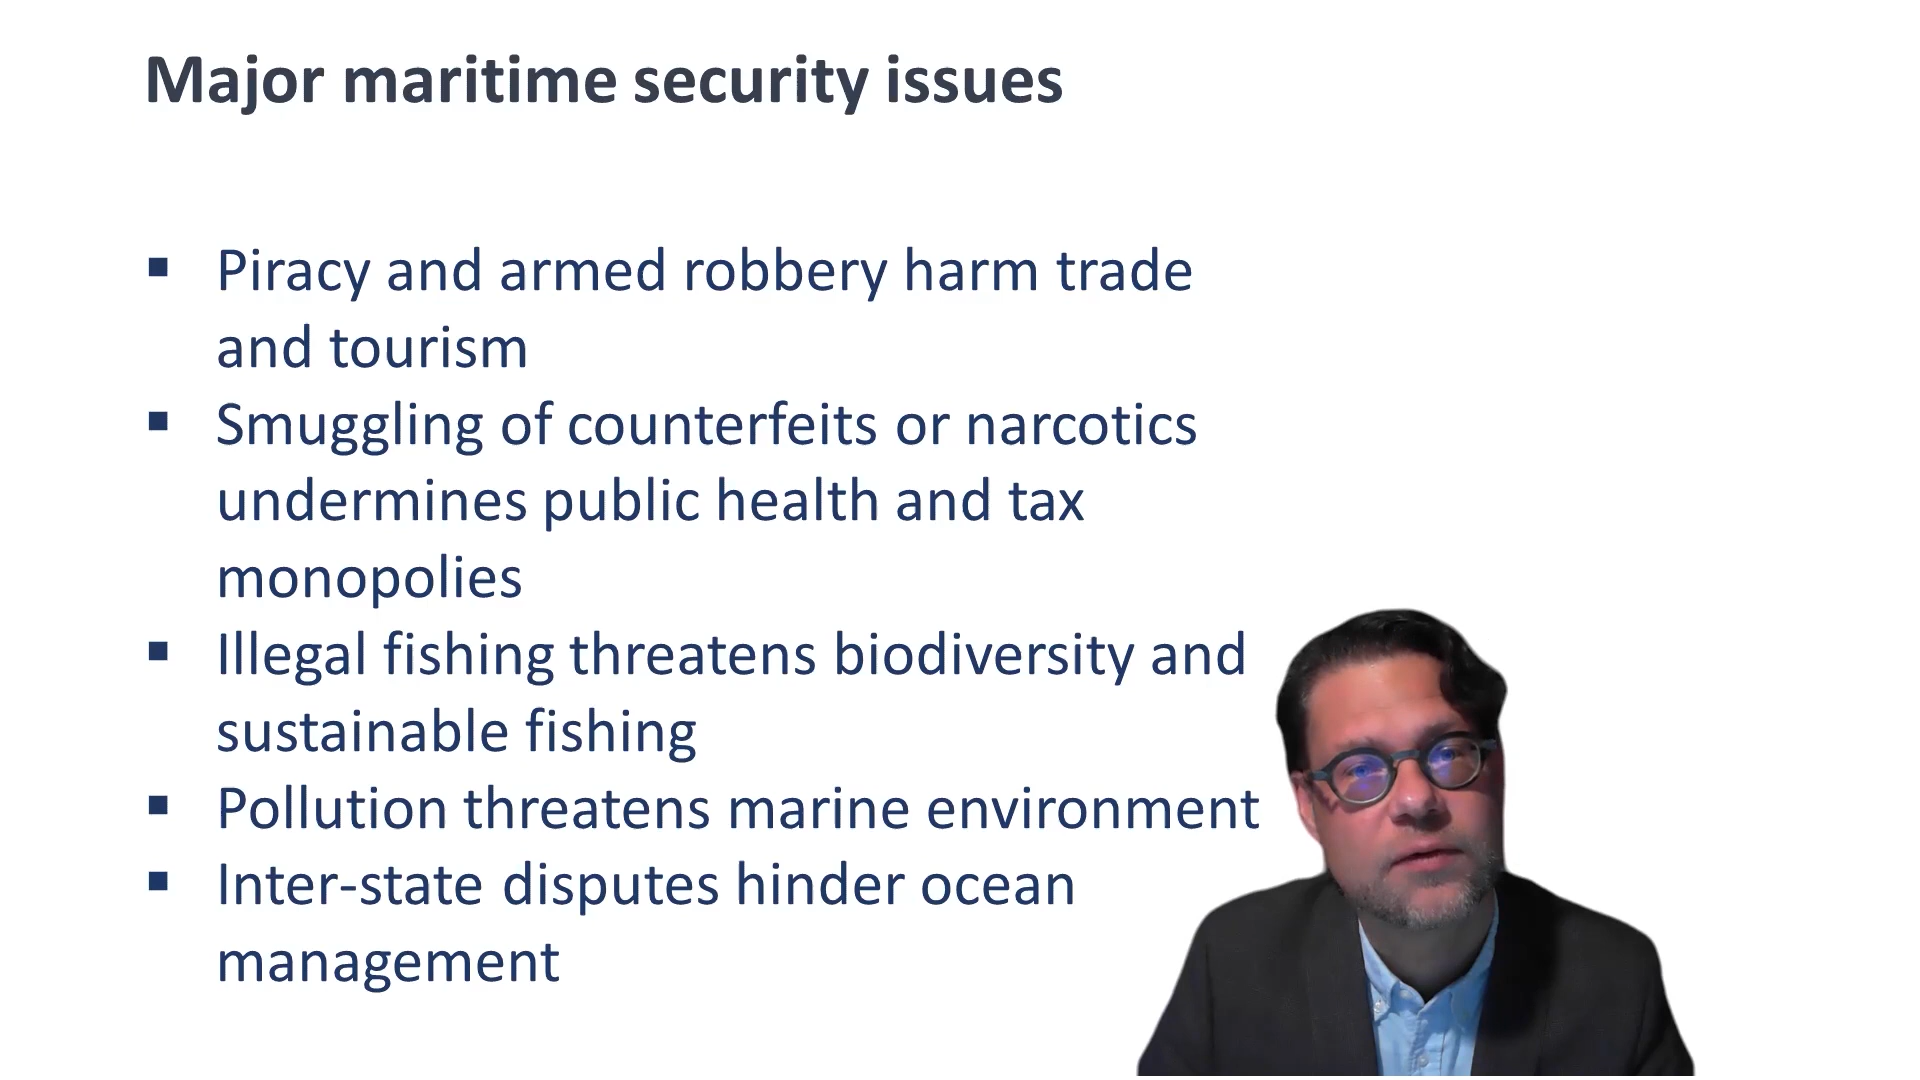 Major maritime security issues
▪ Piracy and armed robbery harm trade
and tourism
▪ Smuggling of counterfeits or narcotics
undermines public health and tax
monopolies
▪ Illegal fishing threatens biodiversity and
sustainable fishing
▪ Pollution threatens marine environment
▪ Inter-state disputes hinder ocean
management